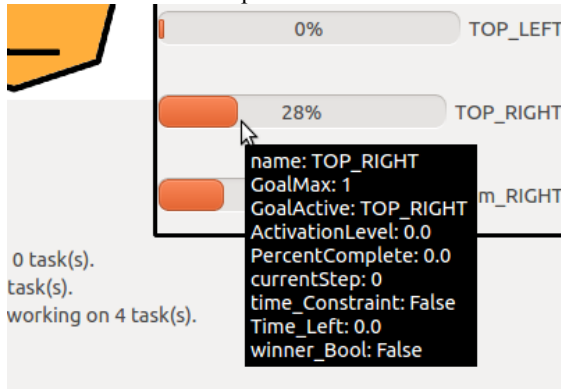 0% TOP_LEFT
28% TOP_RIGHT
name: TOP_RIGHT
GoalMax: 1
GoalActive: TOP_RIGHT
m_RIGHT
ActivationLevel: 0.0
PercentComplete: 0.0
currentStep: 0
time_Constraint: False
Time_Left: 0.0
winner_Bool: False
0 task(s).
task(s).
working on 4 task(s).